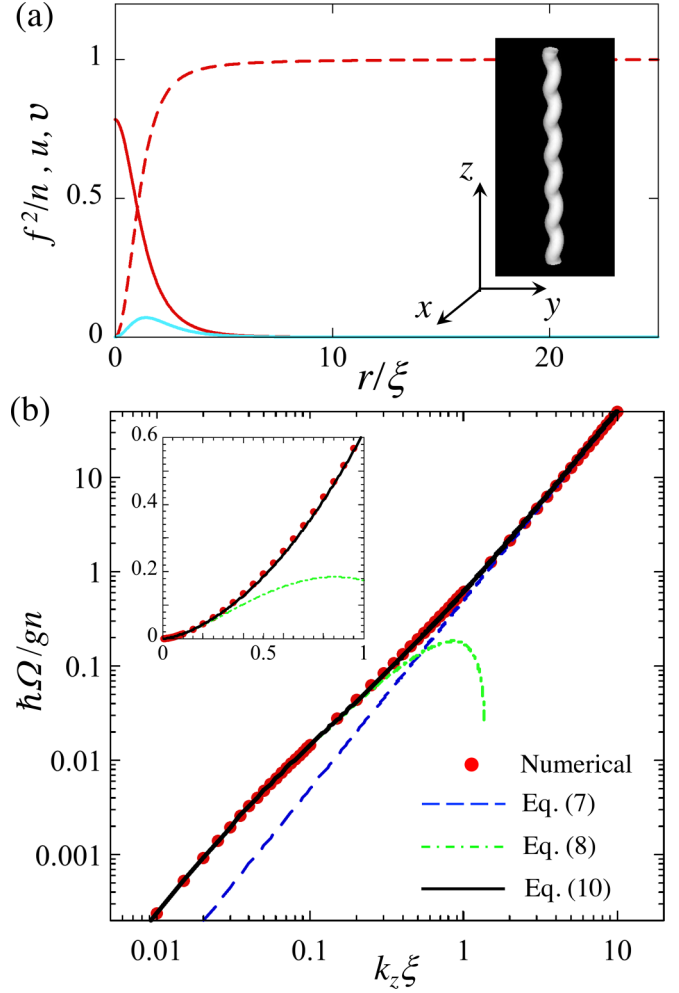 (a)
1
0.5
0
f²/n , u, v
0 10 20
r/ξ
z
x y
(b)
10
1
0.1
0.01
0.001
ħΩ/gn
0.6
0.4
0.2
0
0 0.5 1
Numerical
Eq. (7)
Eq. (8)
Eq. (10)
0.01 0.1 1 10
k_zξ